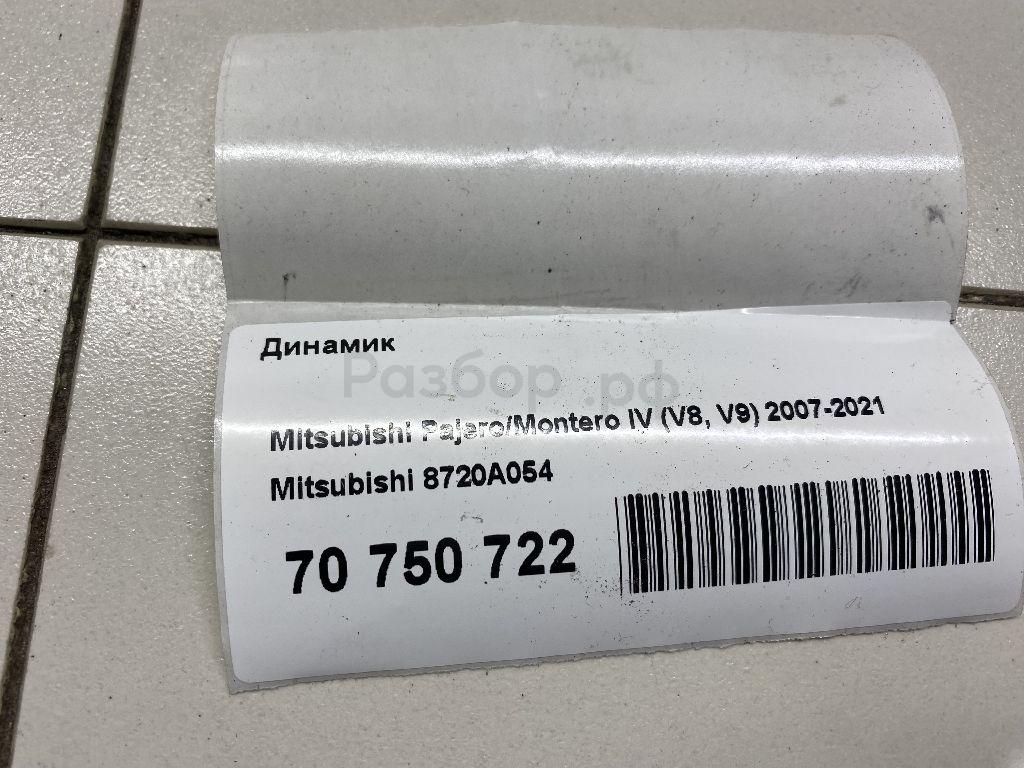 Динамик
Разбор.рф
Mitsubishi Pajero/Montero IV (V8, V9) 2007-2021
Mitsubishi 8720A054
70 750 722